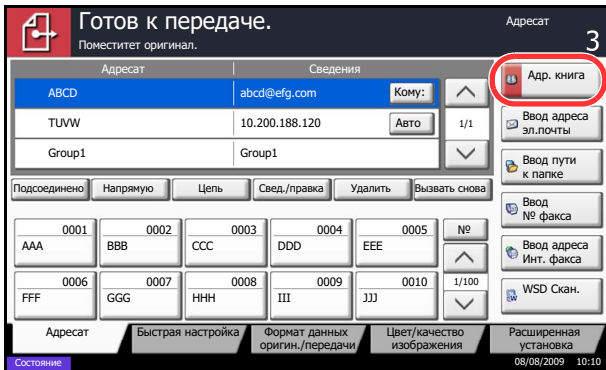 Готов к передаче.
Поместитет оригинал.
Адресат
3
Адресат Сведения
ABCD abcd@efg.com Кому:
TUVW 10.200.188.120 Авто 1/1
Group1 Group1
Адр. книга
Ввод адреса
эл.почты
Ввод пути
к папке
Ввод
№ факса
Ввод адреса
Инт. факса
WSD Скан.
Подсоединено Напрямую Цепь Свед./правка Удалить Вызвать снова
0001 0002 0003 0004 0005 №
AAA BBB CCC DDD EEE
0006 0007 0008 0009 0010 1/100
FFF GGG HHH III JJJ
Адресат Быстрая настройка Формат данных
оригин./передачи Цвет/качество
изображения Расширенная
установка
Состояние 08/08/2009 10:10